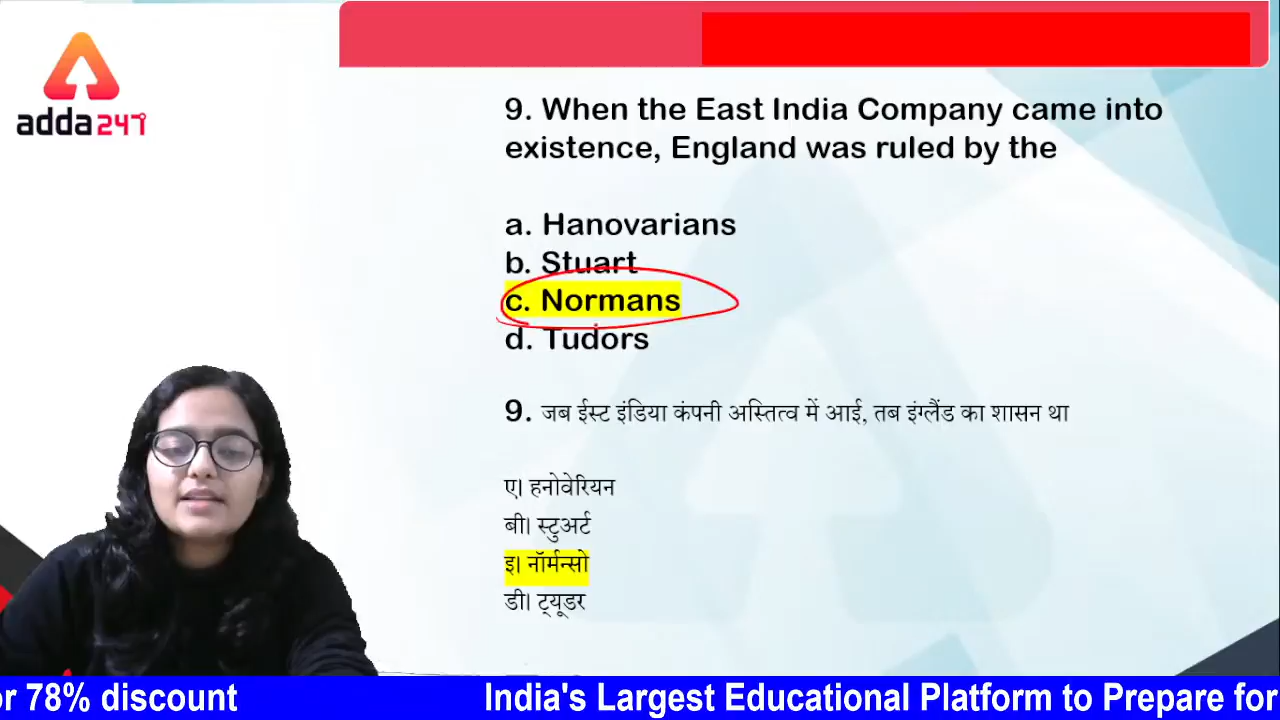 adda247
9. When the East India Company came into
existence, England was ruled by the
a. Hanovarians
b. Stuart
c. Normans
d. Tudors
9. जब ईस्ट इंडिया कंपनी अस्तित्व में आई, तब इंग्लैंड का शासन था
ए। हनोवेरियन
बी। स्टुअर्ट
इ। नॉर्मन्सो
डी। ट्यूडर
or 78% discount
India's Largest Educational Platform to Prepare for